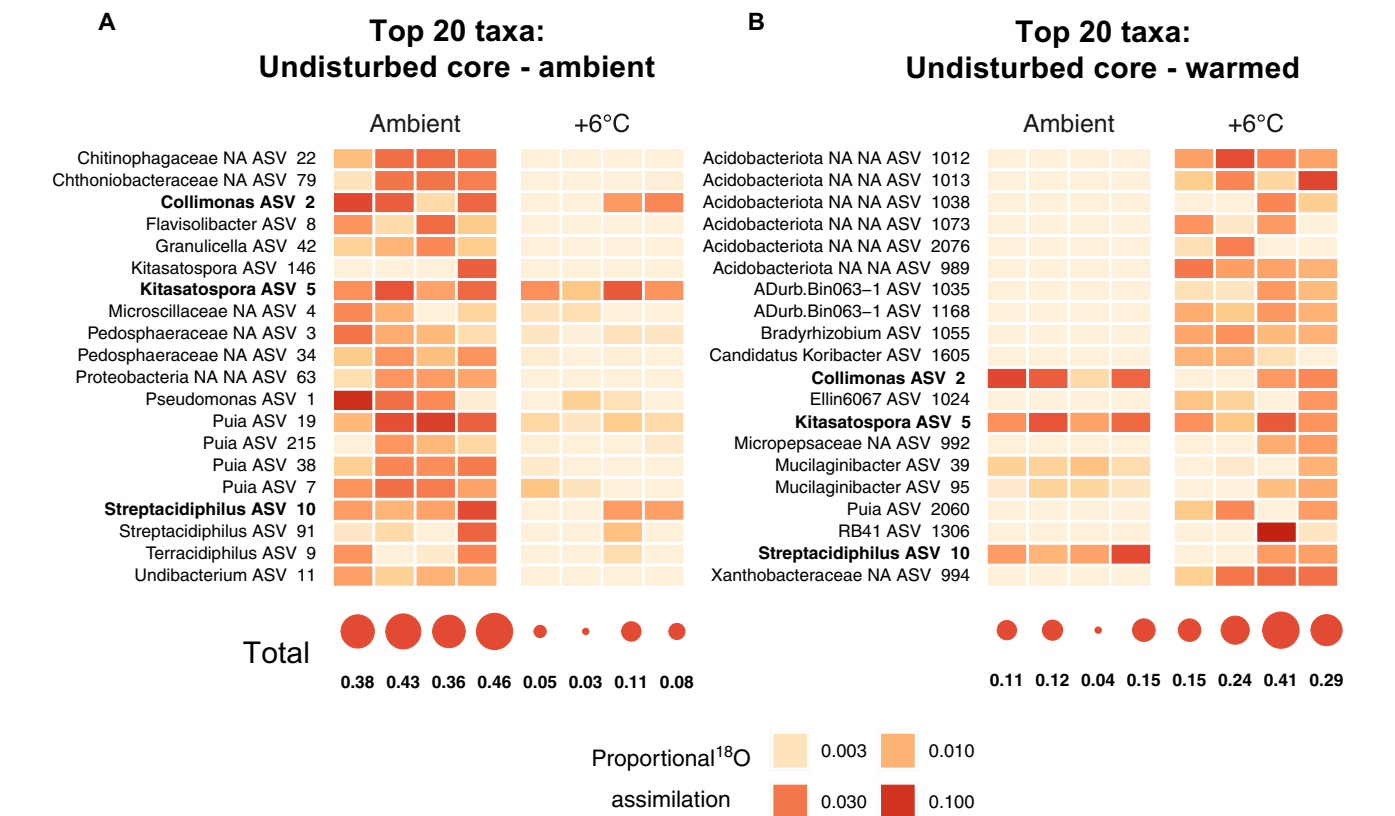 A
Top 20 taxa:
Undisturbed core - ambient
Ambient
+6°C
Chitinophagaceae NA ASV 22
Chthoniobacteraceae NA ASV 79
Collimonas ASV 2
Flavisolibacter ASV 8
Granulicella ASV 42
Kitasatospora ASV 146
Kitasatospora ASV 5
Microscillaceae NA ASV 4
Pedosphaeraceae NA ASV 3
Pedosphaeraceae NA ASV 34
Proteobacteria NA NA ASV 63
Pseudomonas ASV 1
Puia ASV 19
Puia ASV 215
Puia ASV 38
Puia ASV 7
Streptacidiphilus ASV 10
Streptacidiphilus ASV 91
Terracidiphilus ASV 9
Undibacterium ASV 11
Total
0.38 0.43 0.36 0.46 0.05 0.03 0.11 0.08
B
Top 20 taxa:
Undisturbed core - warmed
Ambient
+6°C
Acidobacteriota NA NA ASV 1012
Acidobacteriota NA NA ASV 1013
Acidobacteriota NA NA ASV 1038
Acidobacteriota NA NA ASV 1073
Acidobacteriota NA NA ASV 2076
Acidobacteriota NA NA ASV 989
ADurb.Bin063−1 ASV 1035
ADurb.Bin063−1 ASV 1168
Bradyrhizobium ASV 1055
Candidatus Koribacter ASV 1605
Collimonas ASV 2
Ellin6067 ASV 1024
Kitasatospora ASV 5
Micropepsaceae NA ASV 992
Mucilaginibacter ASV 39
Mucilaginibacter ASV 95
Puia ASV 2060
RB41 ASV 1306
Streptacidiphilus ASV 10
Xanthobacteraceae NA ASV 994
0.11 0.12 0.04 0.15 0.15 0.24 0.41 0.29
Proportional¹⁸O
assimilation
0.003 0.010
0.030 0.100